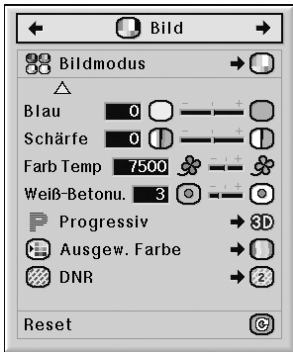 Bild
Bildmodus
Blau 0
Schärfe 0
Farb Temp 7500
Weiß-Betonu. 3
P Progressiv 3D
Ausgew. Farbe
DNR 2
Reset